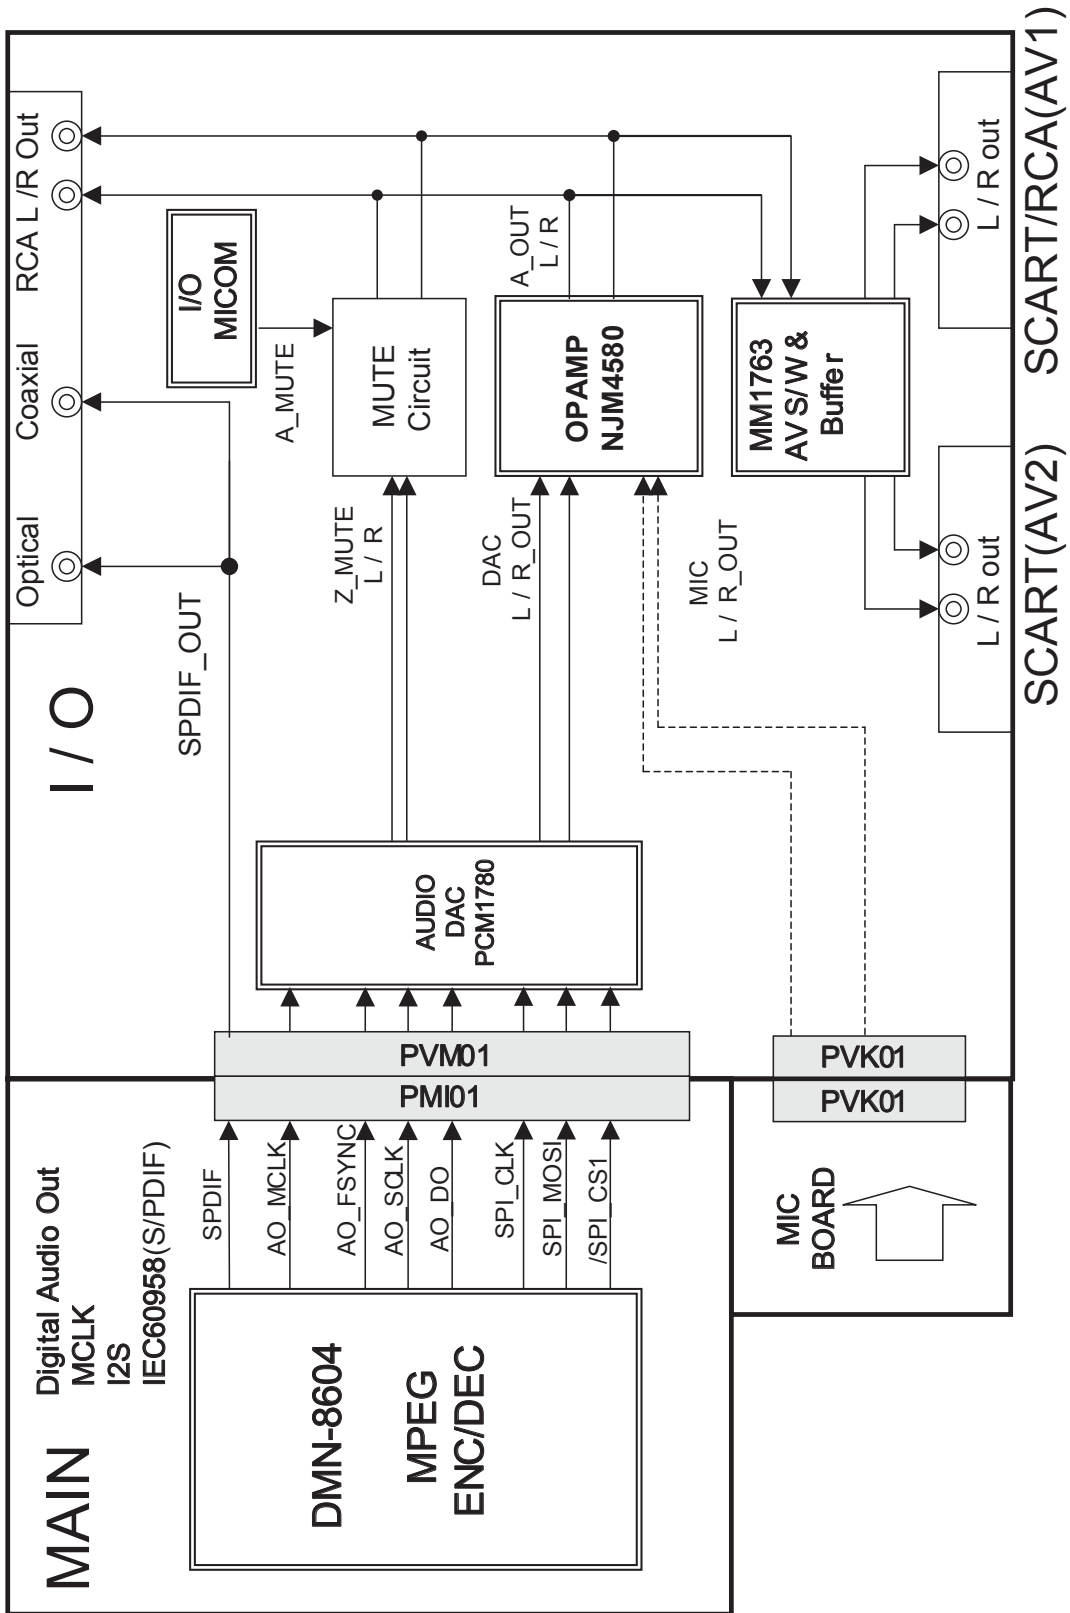 MAIN
Digital Audio Out
MCLK
I2S
IEC60958(S/PDIF)
DMN-8604
MPEG
ENC/DEC
SPDIF
AO_MCLK
AO_FSYNC
AO_SCLK
AO_DO
SPI_CLK
SPI_MOSI
/SPI_CS1
PMI01
PVM01
MIC
BOARD
PVK01
PVK01
I / O
SPDIF_OUT
AUDIO
DAC
PCM1780
Z_MUTE
L / R
DAC
L / R_OUT
MIC
L / R_OUT
Optical
Coaxial
RCA L /R Out
I/O
MICOM
A_MUTE
MUTE
Circuit
OPAMP
NJM4580
A_OUT
L / R
MM1763
AV S/W &
Buffer
L / R out
SCART(AV2)
L / R out
SCART/RCA(AV1)